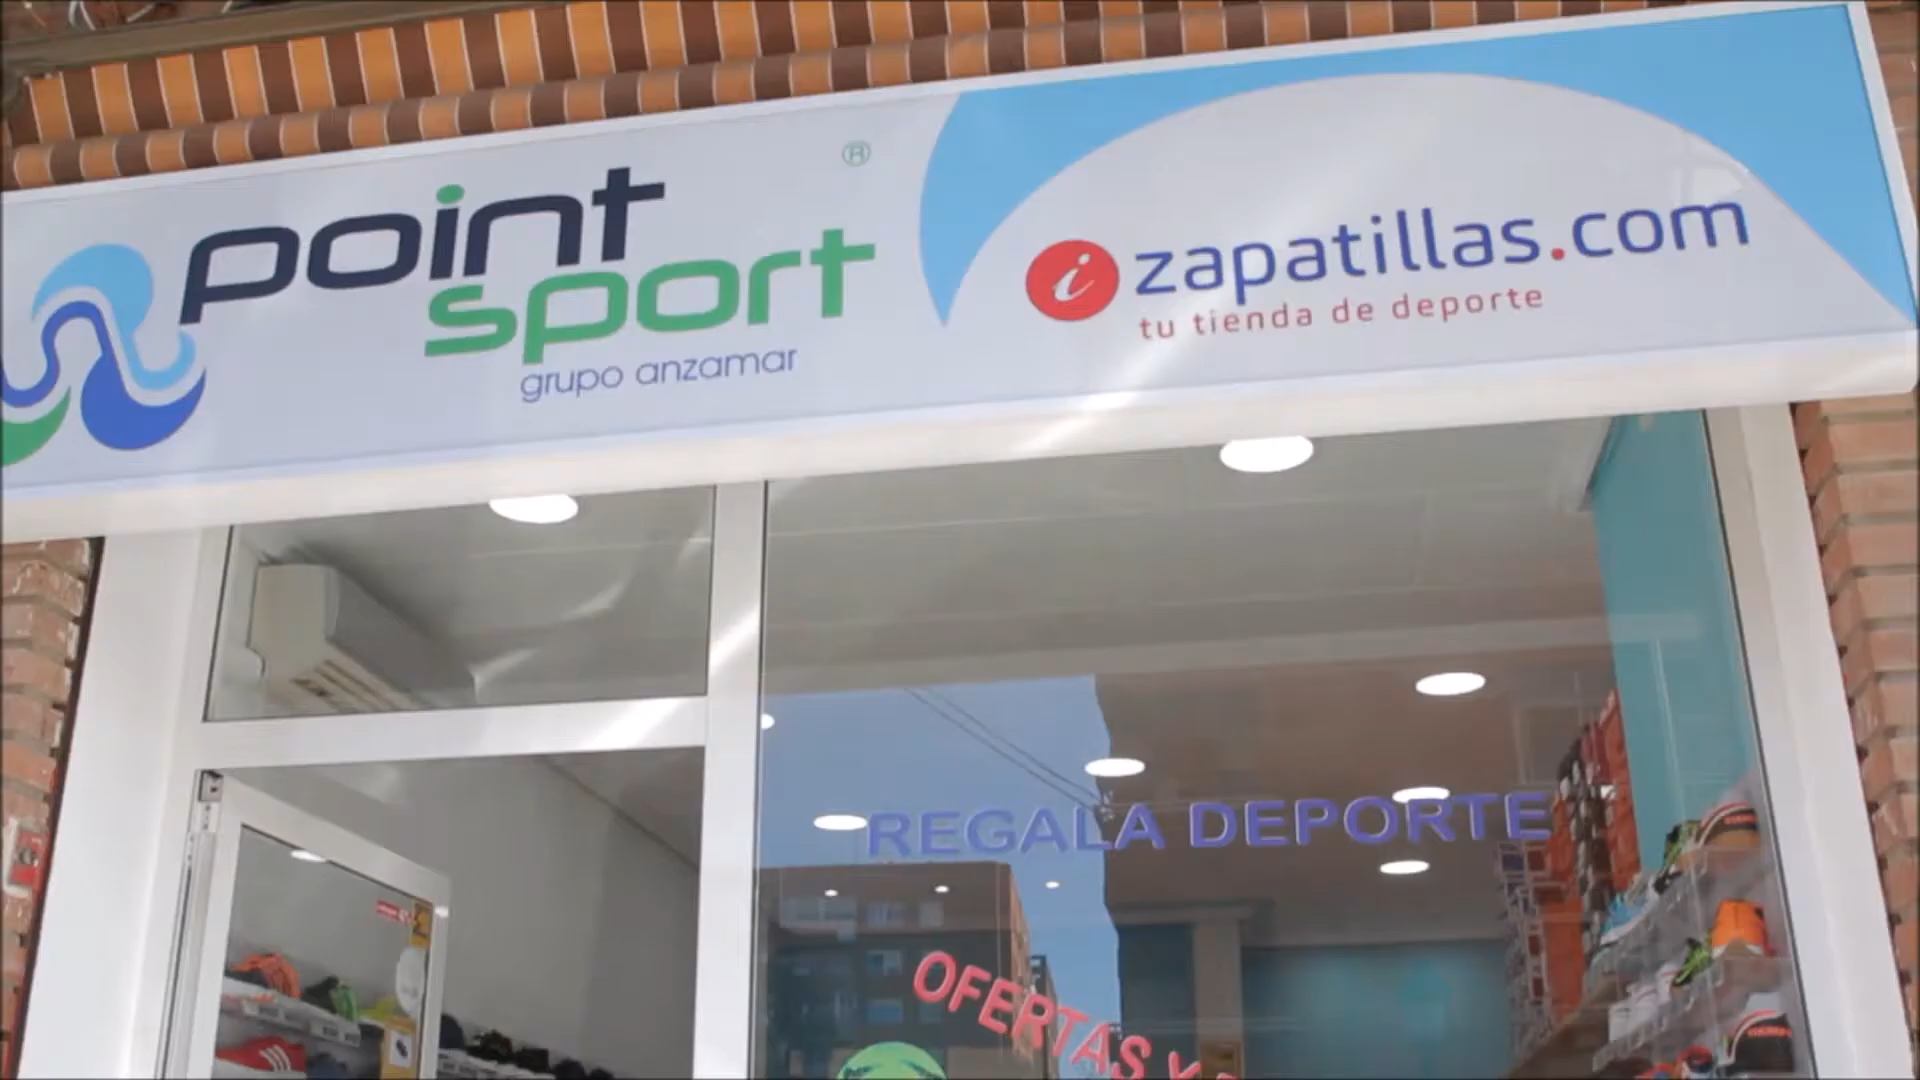 point
sport
®
grupo anzamar
i zapatillas.com
tu tienda de deporte
REGALA DEPORTE
OFERTAS Y